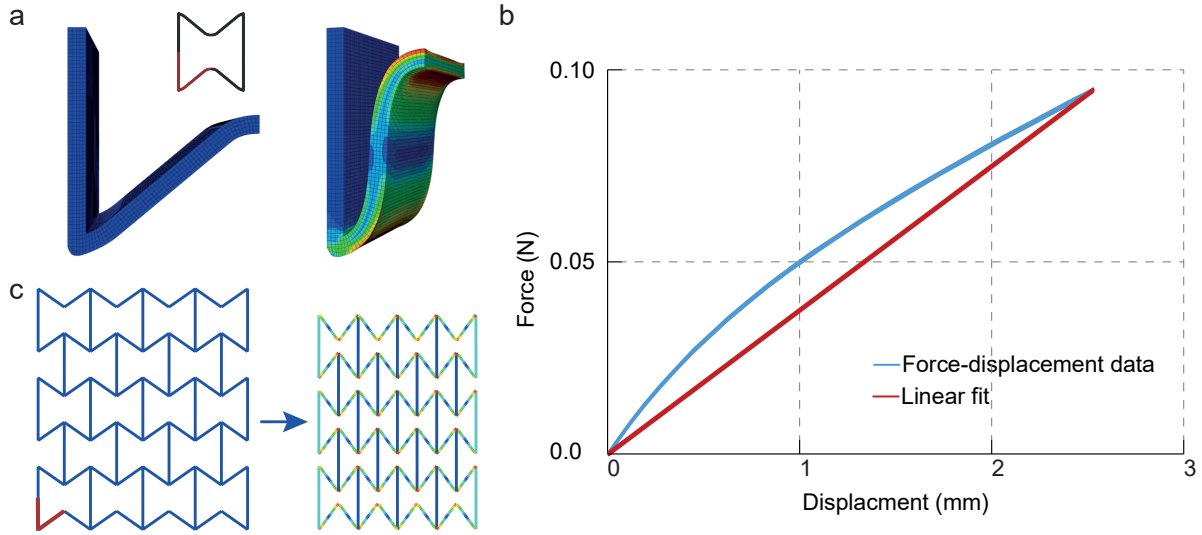 a
b
0.10
0.05
0.0
Force (N)
0
1
2
3
Displacment (mm)
Force-displacement data
Linear fit
c